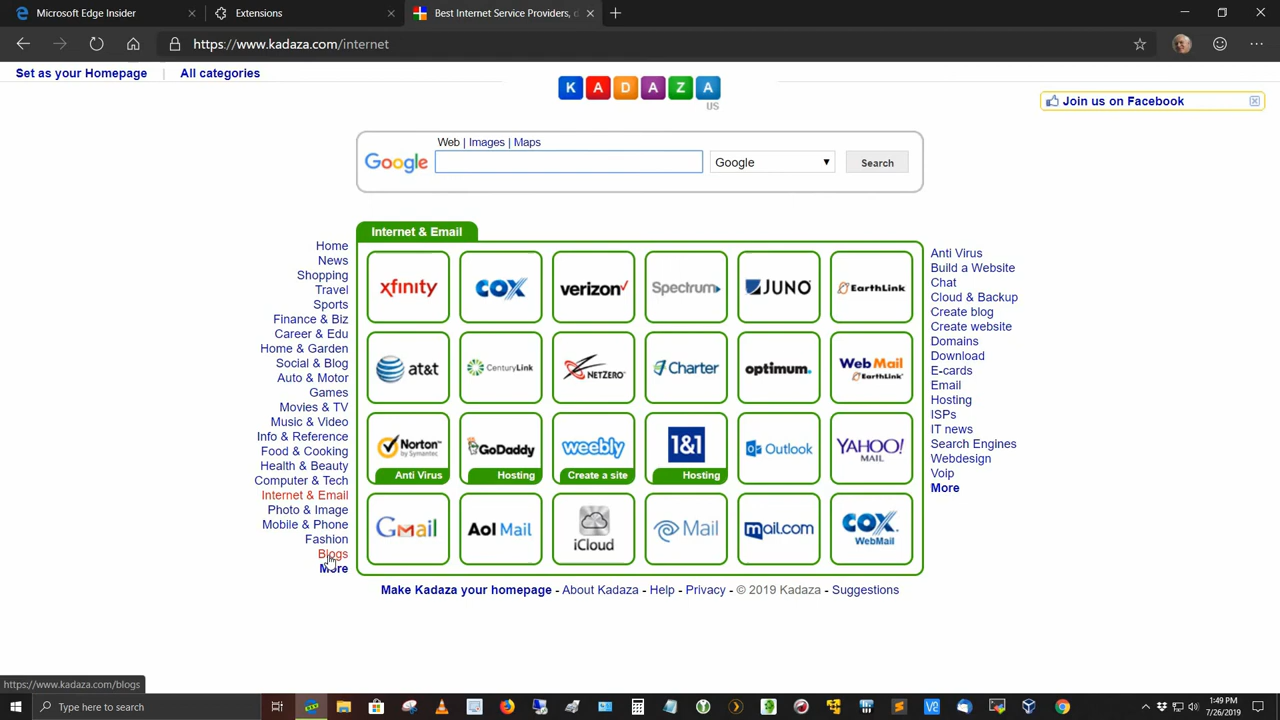 Microsoft Edge Insider
Extensions
Best Internet Service Providers, d
https://www.kadaza.com/internet
Set as your Homepage | All categories
KADAZA
US
Join us on Facebook
Web | Images | Maps
Google
Google
Search
Internet & Email
Home
News
Shopping
Travel
Sports
Finance & Biz
Career & Edu
Home & Garden
Social & Blog
Auto & Motor
Games
Movies & TV
Music & Video
Info & Reference
Food & Cooking
Health & Beauty
Computer & Tech
Internet & Email
Photo & Image
Mobile & Phone
Fashion
Blogs
More
xfinity
COX
verizon
Spectrum
JUNO
EarthLink
at&t
CenturyLink
NETZERO
Charter
optimum.
WebMail
EarthLink
Norton
by Symantec
Anti Virus
GoDaddy
Hosting
weebly
Create a site
1&1
Hosting
Outlook
YAHOO!
MAIL
Gmail
Aol Mail
iCloud
Mail
mail.com
COX
WebMail
Anti Virus
Build a Website
Chat
Cloud & Backup
Create blog
Create website
Domains
Download
E-cards
Email
Hosting
ISPs
IT news
Search Engines
Webdesign
Voip
More
Make Kadaza your homepage - About Kadaza - Help - Privacy - © 2019 Kadaza - Suggestions
https://www.kadaza.com/blogs
Type here to search
1:49 PM
7/26/2019